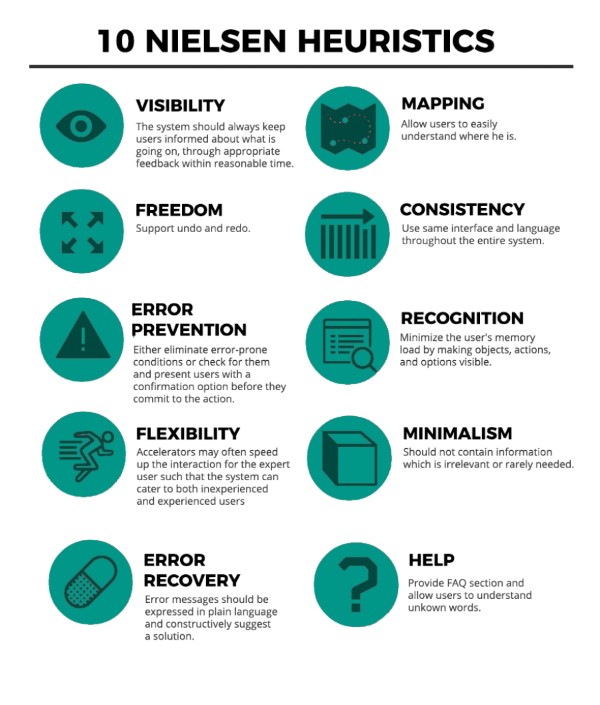 10 NIELSEN HEURISTICS
VISIBILITY
The system should always keep
users informed about what is
going on, through appropriate
feedback within reasonable time.
MAPPING
Allow users to easily
understand where he is.
FREEDOM
Support undo and redo.
CONSISTENCY
Use same interface and language
throughout the entire system.
ERROR
PREVENTION
Either eliminate error-prone
conditions or check for them
and present users with a
confirmation option before they
commit to the action.
RECOGNITION
Minimize the user's memory
load by making objects, actions,
and options visible.
FLEXIBILITY
Accelerators may often speed
up the interaction for the expert
user such that the system can
cater to both inexperienced
and experienced users
MINIMALISM
Should not contain information
which is irrelevant or rarely needed.
ERROR
RECOVERY
Error messages should be
expressed in plain language
and constructively suggest
a solution.
HELP
Provide FAQ section and
allow users to understand
unkown words.